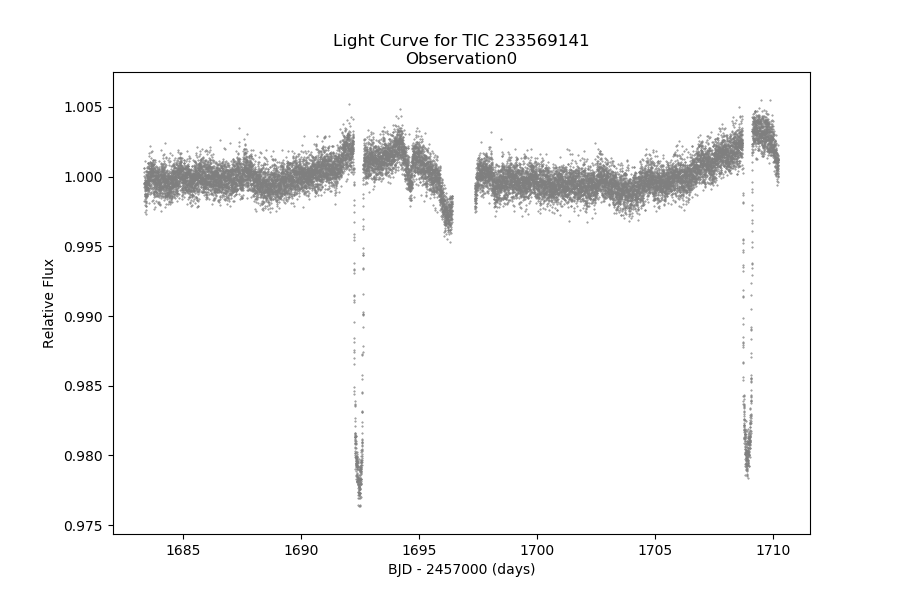 Light Curve for TIC 233569141
Observation0
1.005
1.000
0.995
0.990
0.985
0.980
0.975
Relative Flux
1685 1690 1695 1700 1705 1710
BJD - 2457000 (days)